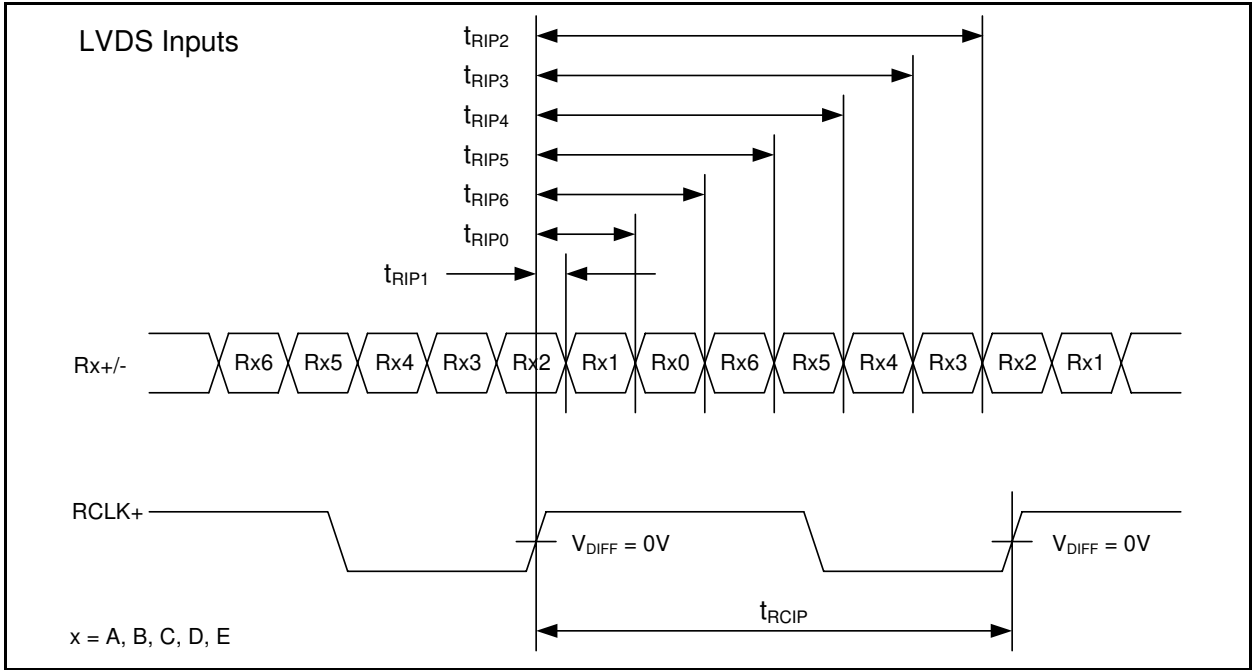 LVDS Inputs
tRIP2
tRIP3
tRIP4
tRIP5
tRIP6
tRIP0
tRIP1
Rx+/- Rx6 Rx5 Rx4 Rx3 Rx2 Rx1 Rx0 Rx6 Rx5 Rx4 Rx3 Rx2 Rx1
RCLK+
VDIFF = 0V VDIFF = 0V
tRCIP
x = A, B, C, D, E